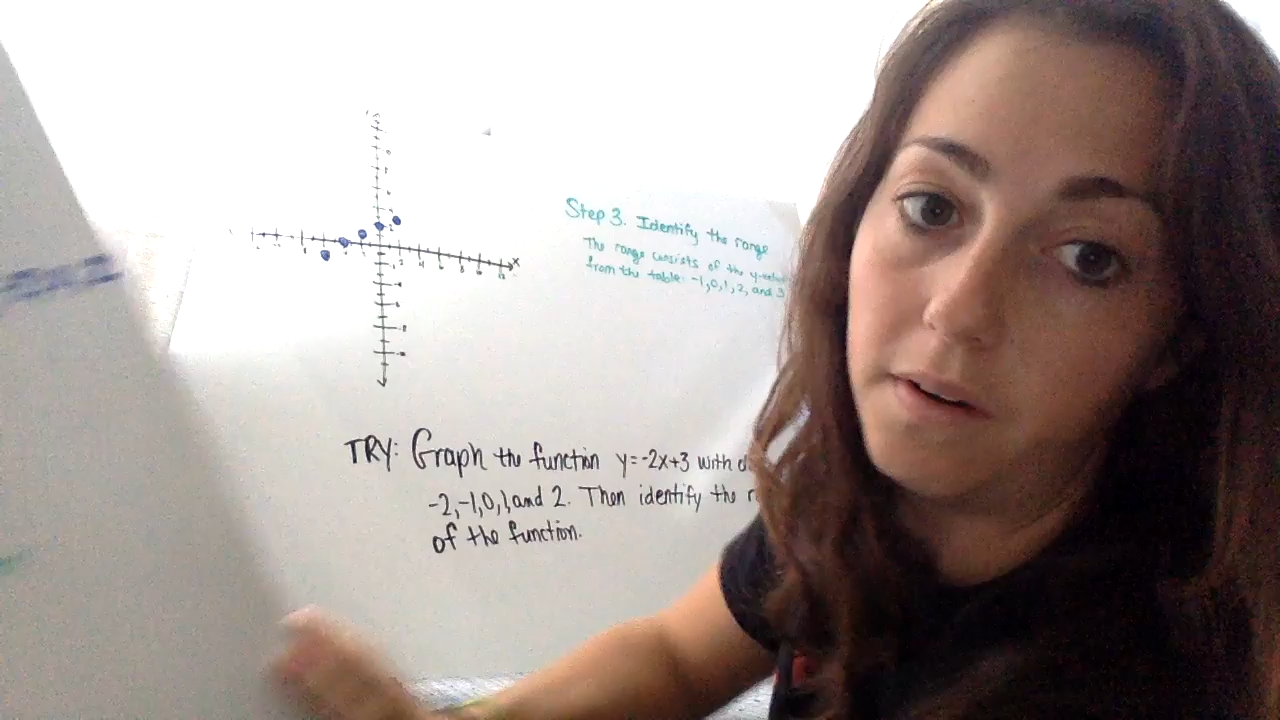 Step 3. Identify the range
The range consists of the y-values
from the table: -1, 0, 1, 2, and 3
x
TRY: Graph the function y=-2x+3 with
-2, -1, 0, 1, and 2. Then identify the
of the function.